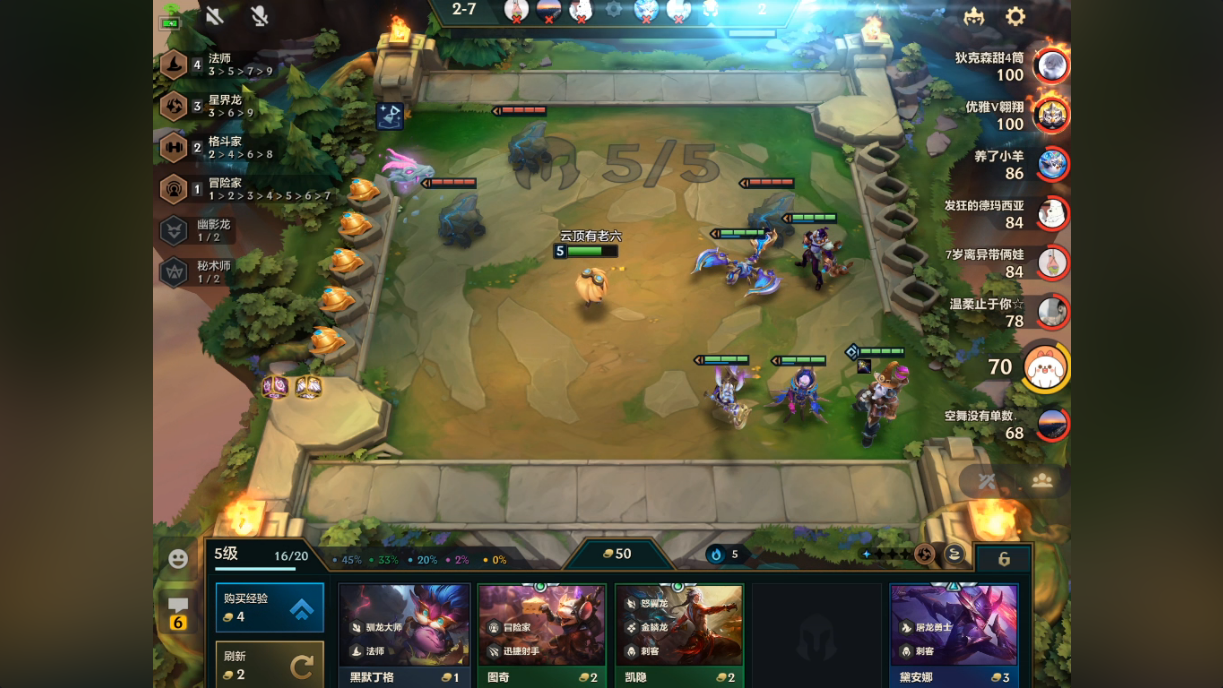 2-7
2
4 法师
3 > 5 > 7 > 9
3 星界龙
3 > 6 > 9
2 格斗家
2 > 4 > 6 > 8
1 冒险家
1 > 2 > 3 > 4 > 5 > 6 > 7
幽影龙
1 / 2
秘术师
1 / 2
5/5
云顶有老六
5
狄克森甜4筒
100
优雅V翱翔
100
养了小羊
86
发狂的德玛西亚
84
7岁离异带俩娃
84
温柔止于你☆
78
70
空舞没有单数.
68
5级 16/20
45% 33% 20% 2% 0%
50
5
6
购买经验
4
6
刷新
2
驯龙大师
法师
黑默丁格 1
冒险家
迅捷射手
图奇 2
怒翼龙
金鳞龙
刺客
凯隐 2
屠龙勇士
刺客
黛安娜 3